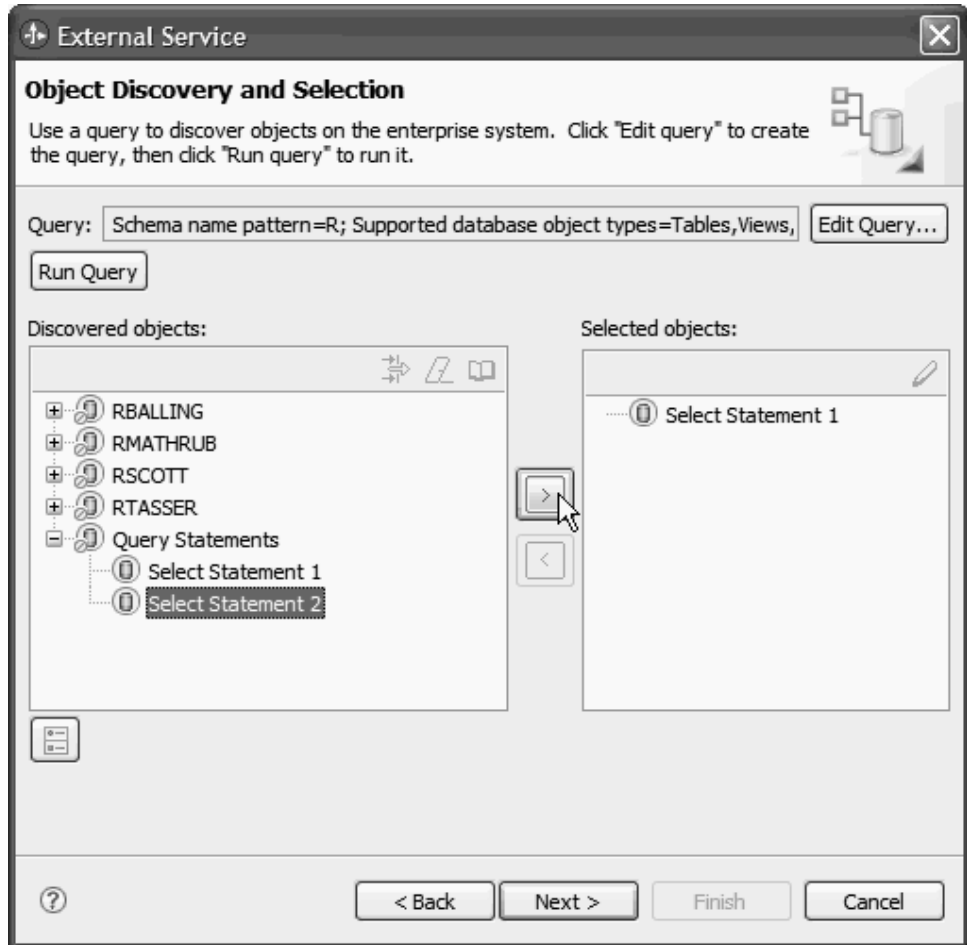 External Service
Object Discovery and Selection
Use a query to discover objects on the enterprise system. Click "Edit query" to create
the query, then click "Run query" to run it.
Query: Schema name pattern=R; Supported database object types=Tables,Views, Edit Query...
Run Query
Discovered objects: Selected objects:
RBALLING
RMATHRUB
RSCOTT
RTASSER
Query Statements
Select Statement 1
Select Statement 2
>
<
Select Statement 1
? < Back Next > Finish Cancel